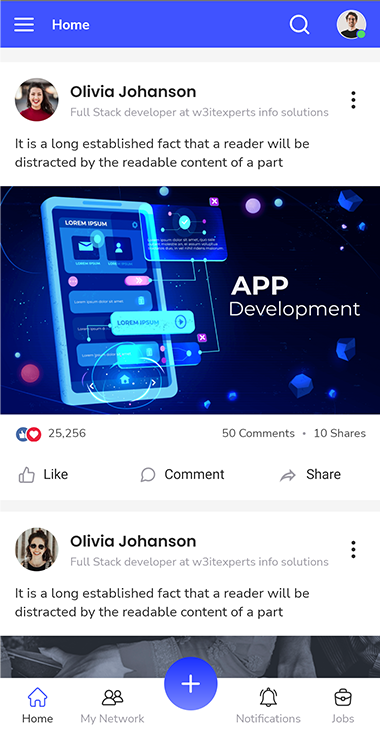 Home
Olivia Johanson
Full Stack developer at w3itexperts info solutions
It is a long established fact that a reader will be
distracted by the readable content of a part
LOREM IPSUM
LOREM IPSUM
APP
Development
25,256
50 Comments • 10 Shares
Like
Comment
Share
Olivia Johanson
Full Stack developer at w3itexperts info solutions
It is a long established fact that a reader will be
distracted by the readable content of a part
Home
My Network
Notifications
Jobs